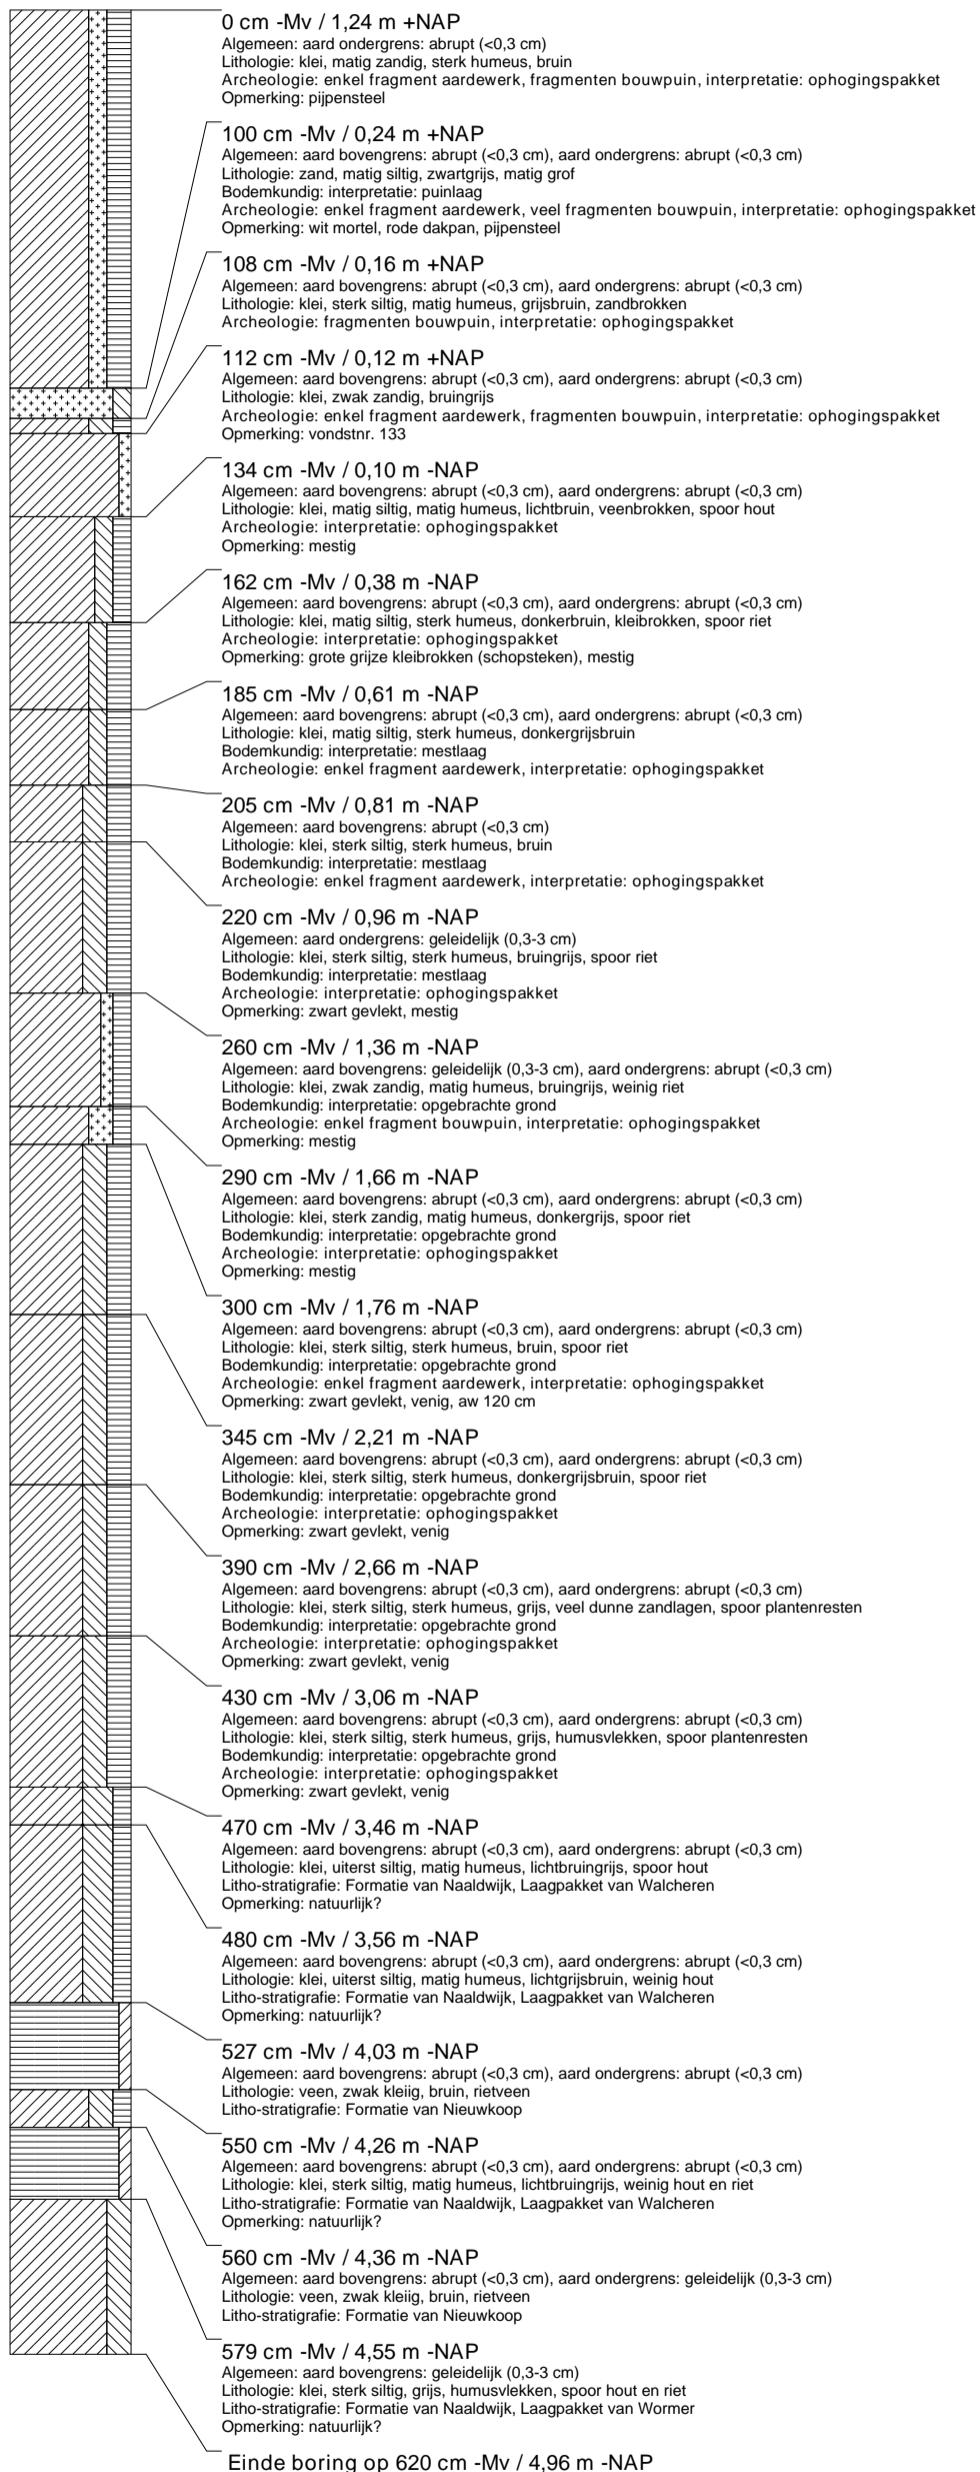 0 cm -Mv / 1,24 m +NAP
Algemeen: aard ondergrens: abrupt (<0,3 cm)
Lithologie: klei, matig zandig, sterk humeus, bruin
Archeologie: enkel fragment aardewerk, fragmenten bouwpuin, interpretatie: ophogingspakket
Opmerking: pijpensteel
100 cm -Mv / 0,24 m +NAP
Algemeen: aard bovengrens: abrupt (<0,3 cm), aard ondergrens: abrupt (<0,3 cm)
Lithologie: zand, matig siltig, zwartgrijs, matig grof
Bodemkundig: interpretatie: puinlaag
Archeologie: enkel fragment aardewerk, veel fragmenten bouwpuin, interpretatie: ophogingspakket
Opmerking: wit mortel, rode dakpan, pijpensteel
108 cm -Mv / 0,16 m +NAP
Algemeen: aard bovengrens: abrupt (<0,3 cm), aard ondergrens: abrupt (<0,3 cm)
Lithologie: klei, sterk siltig, matig humeus, grijsbruin, zandbrokken
Archeologie: fragmenten bouwpuin, interpretatie: ophogingspakket
112 cm -Mv / 0,12 m +NAP
Algemeen: aard bovengrens: abrupt (<0,3 cm), aard ondergrens: abrupt (<0,3 cm)
Lithologie: klei, zwak zandig, bruingrijs
Archeologie: enkel fragment aardewerk, fragmenten bouwpuin, interpretatie: ophogingspakket
Opmerking: vondstnr. 133
134 cm -Mv / 0,10 m -NAP
Algemeen: aard bovengrens: abrupt (<0,3 cm), aard ondergrens: abrupt (<0,3 cm)
Lithologie: klei, matig siltig, matig humeus, lichtbruin, veenbrokken, spoor hout
Archeologie: interpretatie: ophogingspakket
Opmerking: mestig
162 cm -Mv / 0,38 m -NAP
Algemeen: aard bovengrens: abrupt (<0,3 cm), aard ondergrens: abrupt (<0,3 cm)
Lithologie: klei, matig siltig, sterk humeus, donkerbruin, kleibrokken, spoor riet
Archeologie: interpretatie: ophogingspakket
Opmerking: grote grijze kleibrokken (schopsteken), mestig
185 cm -Mv / 0,61 m -NAP
Algemeen: aard bovengrens: abrupt (<0,3 cm), aard ondergrens: abrupt (<0,3 cm)
Lithologie: klei, matig siltig, sterk humeus, donkergrijsbruin
Bodemkundig: interpretatie: mestlaag
Archeologie: enkel fragment aardewerk, interpretatie: ophogingspakket
205 cm -Mv / 0,81 m -NAP
Algemeen: aard bovengrens: abrupt (<0,3 cm)
Lithologie: klei, sterk siltig, sterk humeus, bruin
Bodemkundig: interpretatie: mestlaag
Archeologie: enkel fragment aardewerk, interpretatie: ophogingspakket
220 cm -Mv / 0,96 m -NAP
Algemeen: aard ondergrens: geleidelijk (0,3-3 cm)
Lithologie: klei, sterk siltig, sterk humeus, bruingrijs, spoor riet
Bodemkundig: interpretatie: mestlaag
Archeologie: interpretatie: ophogingspakket
Opmerking: zwart gevlekt, mestig
260 cm -Mv / 1,36 m -NAP
Algemeen: aard bovengrens: geleidelijk (0,3-3 cm), aard ondergrens: abrupt (<0,3 cm)
Lithologie: klei, zwak zandig, matig humeus, bruingrijs, weinig riet
Bodemkundig: interpretatie: opgebrachte grond
Archeologie: enkel fragment bouwpuin, interpretatie: ophogingspakket
Opmerking: mestig
290 cm -Mv / 1,66 m -NAP
Algemeen: aard bovengrens: abrupt (<0,3 cm), aard ondergrens: abrupt (<0,3 cm)
Lithologie: klei, sterk zandig, matig humeus, donkergrijs, spoor riet
Bodemkundig: interpretatie: opgebrachte grond
Archeologie: interpretatie: ophogingspakket
Opmerking: mestig
300 cm -Mv / 1,76 m -NAP
Algemeen: aard bovengrens: abrupt (<0,3 cm), aard ondergrens: abrupt (<0,3 cm)
Lithologie: klei, sterk siltig, sterk humeus, bruin, spoor riet
Bodemkundig: interpretatie: opgebrachte grond
Archeologie: enkel fragment aardewerk, interpretatie: ophogingspakket
Opmerking: zwart gevlekt, venig, aw 120 cm
345 cm -Mv / 2,21 m -NAP
Algemeen: aard bovengrens: abrupt (<0,3 cm), aard ondergrens: abrupt (<0,3 cm)
Lithologie: klei, sterk siltig, sterk humeus, donkergrijsbruin, spoor riet
Bodemkundig: interpretatie: opgebrachte grond
Archeologie: interpretatie: ophogingspakket
Opmerking: zwart gevlekt, venig
390 cm -Mv / 2,66 m -NAP
Algemeen: aard bovengrens: abrupt (<0,3 cm), aard ondergrens: abrupt (<0,3 cm)
Lithologie: klei, sterk siltig, sterk humeus, grijs, veel dunne zandlagen, spoor plantenresten
Bodemkundig: interpretatie: opgebrachte grond
Archeologie: interpretatie: ophogingspakket
Opmerking: zwart gevlekt, venig
430 cm -Mv / 3,06 m -NAP
Algemeen: aard bovengrens: abrupt (<0,3 cm), aard ondergrens: abrupt (<0,3 cm)
Lithologie: klei, sterk siltig, sterk humeus, grijs, humusvlekken, spoor plantenresten
Bodemkundig: interpretatie: opgebrachte grond
Archeologie: interpretatie: ophogingspakket
Opmerking: zwart gevlekt, venig
470 cm -Mv / 3,46 m -NAP
Algemeen: aard bovengrens: abrupt (<0,3 cm), aard ondergrens: abrupt (<0,3 cm)
Lithologie: klei, uiterst siltig, matig humeus, lichtbruingrijs, spoor hout
Litho-stratigrafie: Formatie van Naaldwijk, Laagpakket van Walcheren
Opmerking: natuurlijk?
480 cm -Mv / 3,56 m -NAP
Algemeen: aard bovengrens: abrupt (<0,3 cm), aard ondergrens: abrupt (<0,3 cm)
Lithologie: klei, uiterst siltig, matig humeus, lichtgrijsbruin, weinig hout
Litho-stratigrafie: Formatie van Naaldwijk, Laagpakket van Walcheren
Opmerking: natuurlijk?
527 cm -Mv / 4,03 m -NAP
Algemeen: aard bovengrens: abrupt (<0,3 cm), aard ondergrens: abrupt (<0,3 cm)
Lithologie: veen, zwak kleiig, bruin, rietveen
Litho-stratigrafie: Formatie van Nieuwkoop
550 cm -Mv / 4,26 m -NAP
Algemeen: aard bovengrens: abrupt (<0,3 cm), aard ondergrens: abrupt (<0,3 cm)
Lithologie: klei, sterk siltig, matig humeus, lichtbruingrijs, weinig hout en riet
Litho-stratigrafie: Formatie van Naaldwijk, Laagpakket van Walcheren
Opmerking: natuurlijk?
560 cm -Mv / 4,36 m -NAP
Algemeen: aard bovengrens: abrupt (<0,3 cm), aard ondergrens: geleidelijk (0,3-3 cm)
Lithologie: veen, zwak kleiig, bruin, rietveen
Litho-stratigrafie: Formatie van Nieuwkoop
579 cm -Mv / 4,55 m -NAP
Algemeen: aard bovengrens: geleidelijk (0,3-3 cm)
Lithologie: klei, sterk siltig, grijs, humusvlekken, spoor hout en riet
Litho-stratigrafie: Formatie van Naaldwijk, Laagpakket van Wormer
Opmerking: natuurlijk?
Einde boring op 620 cm -Mv / 4,96 m -NAP